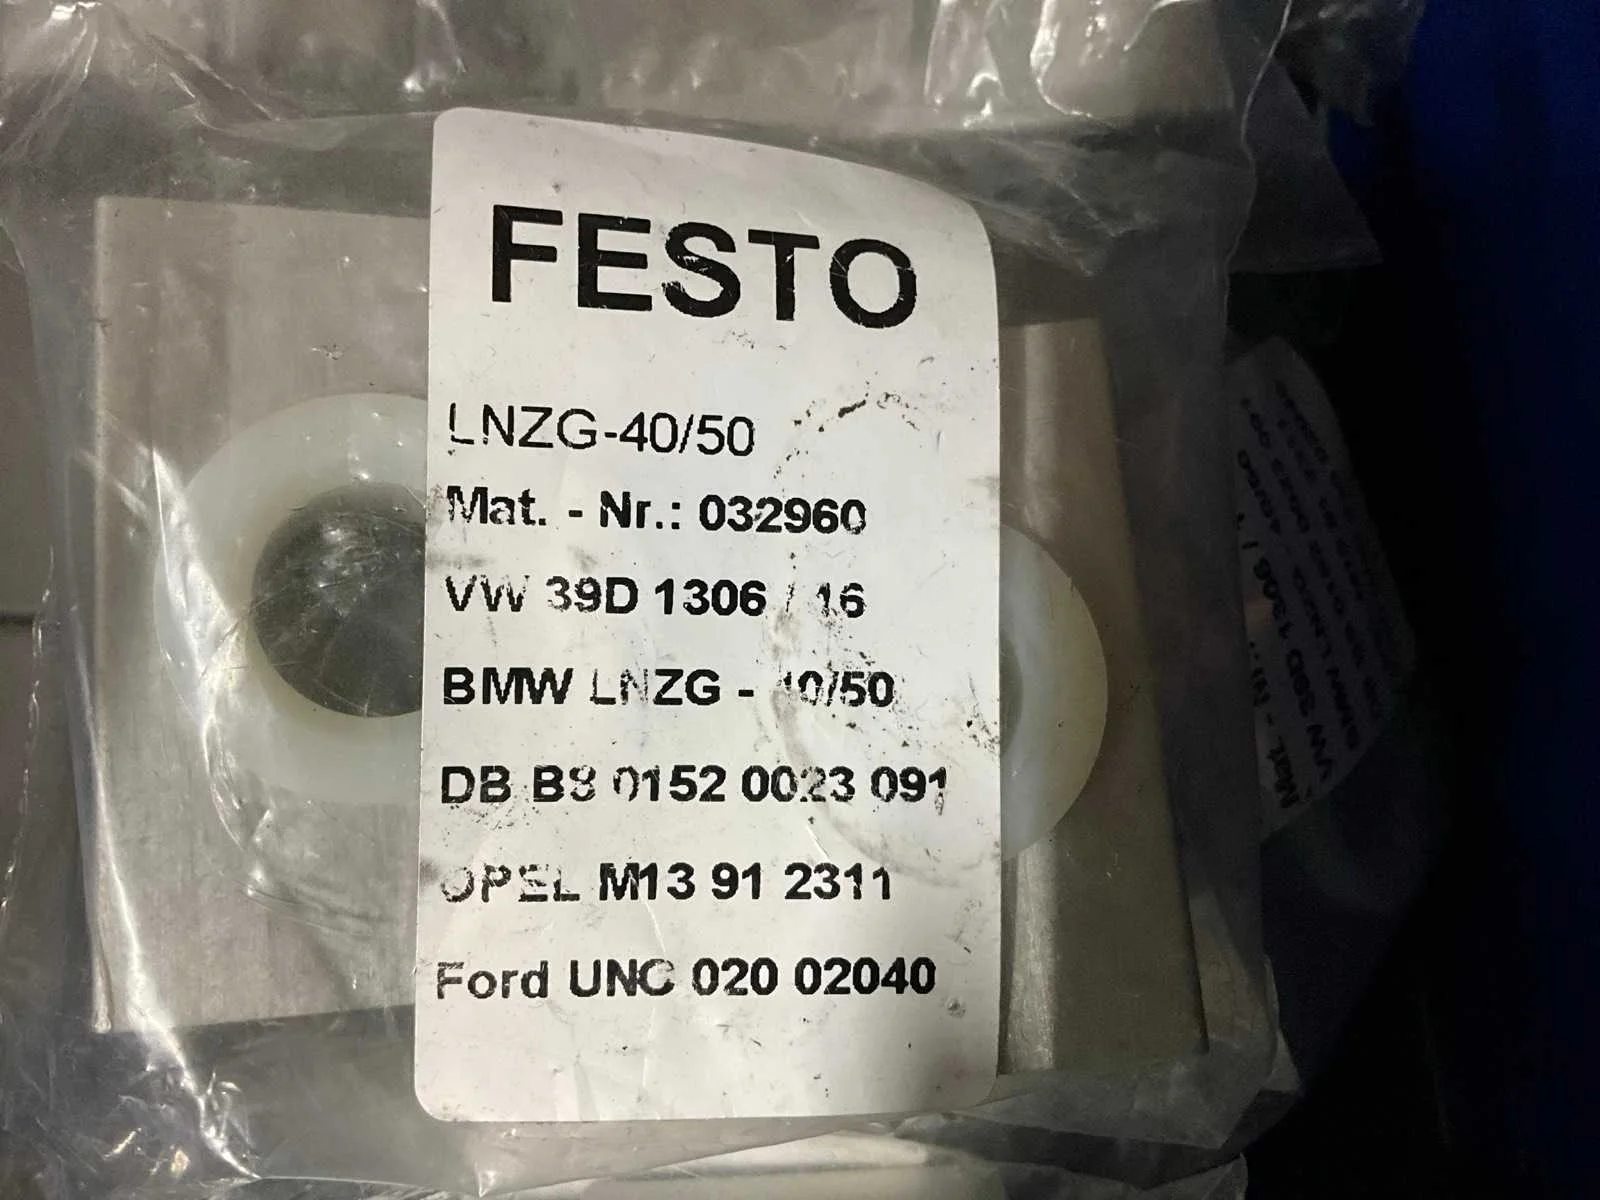 FESTO
LNZG-40/50
Mat. - Nr.: 032960
VW 39D 1306 / 16
BMW LNZG - 40/50
DB B8 0152 0023 091
OPEL M13 91 2311
Ford UNC 020 02040